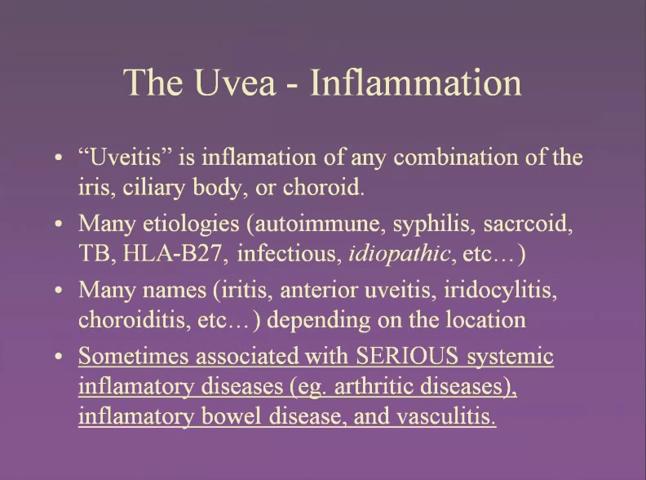 The Uvea - Inflammation
• “Uveitis” is inflamation of any combination of the
iris, ciliary body, or choroid.
• Many etiologies (autoimmune, syphilis, sacrcoid,
TB, HLA-B27, infectious, idiopathic, etc…)
• Many names (iritis, anterior uveitis, iridocylitis,
choroiditis, etc…) depending on the location
• Sometimes associated with SERIOUS systemic
inflamatory diseases (eg. arthritic diseases),
inflamatory bowel disease, and vasculitis.